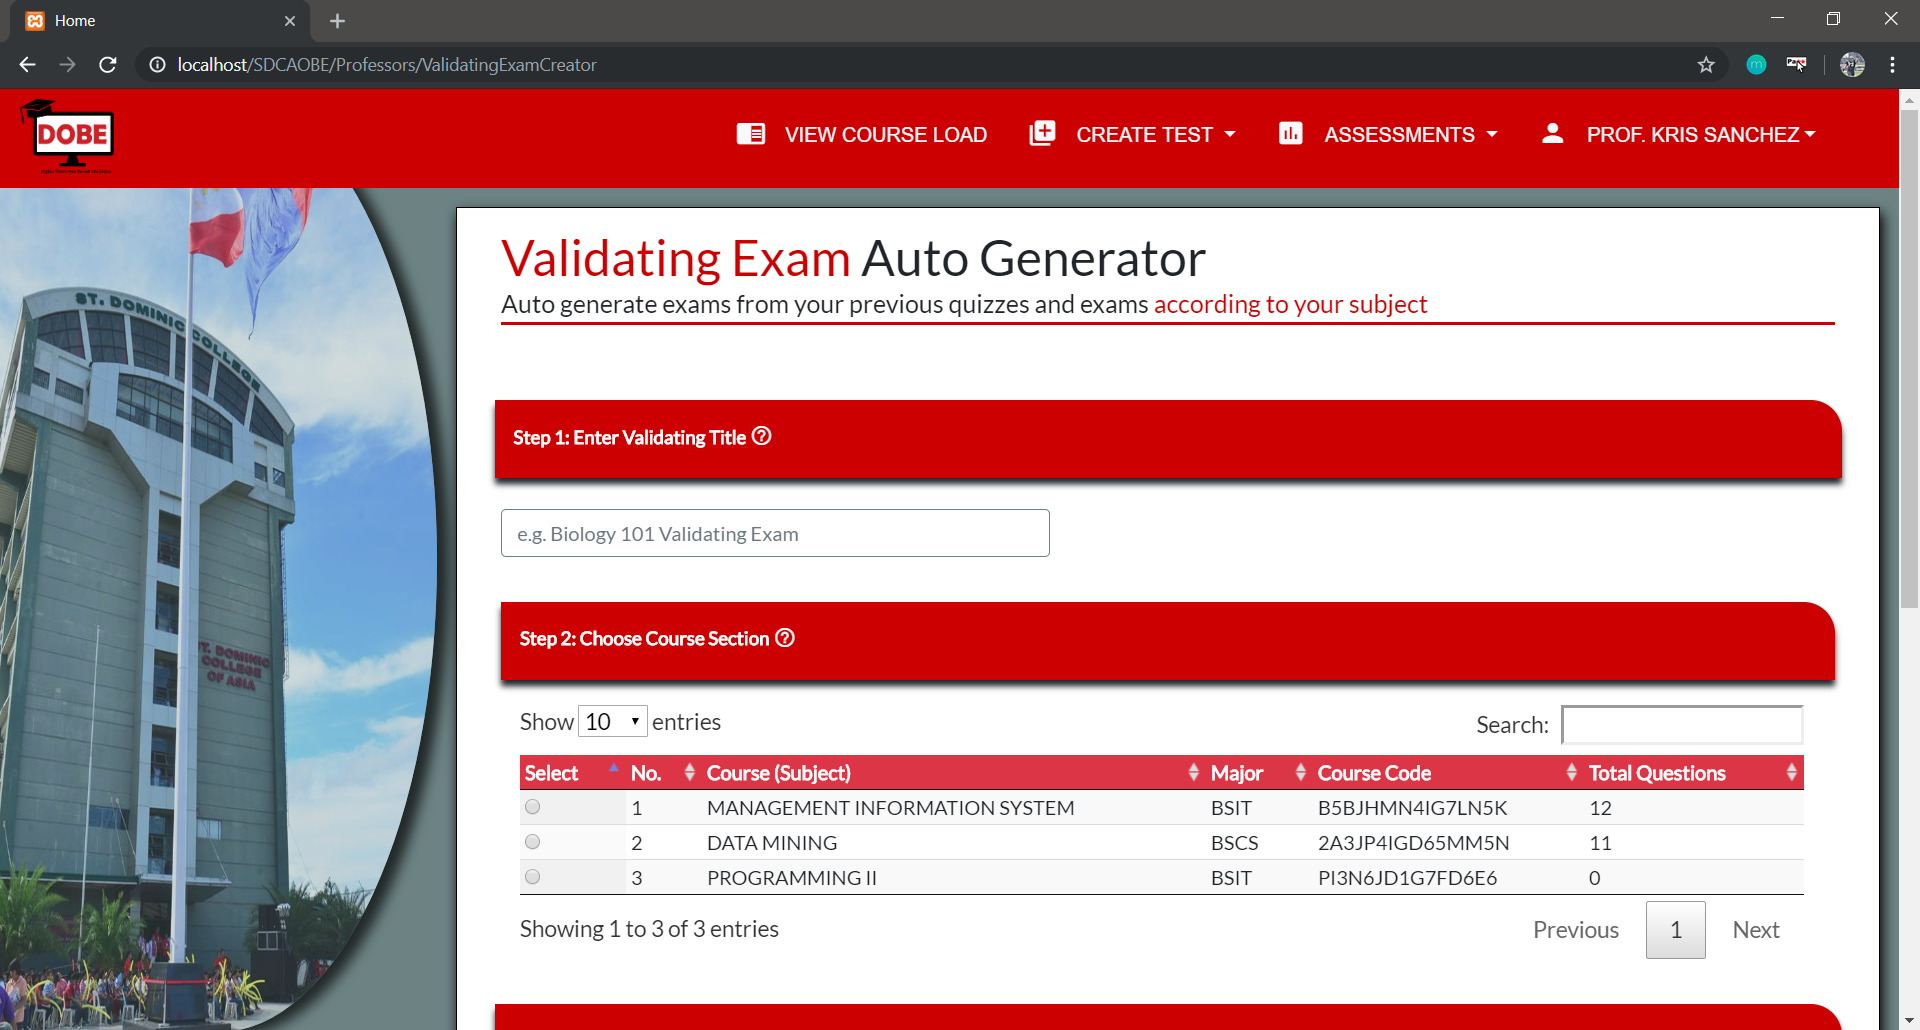 Home
localhost/SDCAOBE/Professors/ValidatingExamCreator
DOBE
VIEW COURSE LOAD
CREATE TEST
ASSESSMENTS
PROF. KRIS SANCHEZ
ST. DOMINIC COLLEGE
ST. DOMINIC
COLLEGE
OF ASIA
Validating Exam Auto Generator
Auto generate exams from your previous quizzes and exams according to your subject
Step 1: Enter Validating Title
e.g. Biology 101 Validating Exam
Step 2: Choose Course Section
Show 10 entries
Search:
Select No. Course (Subject) Major Course Code Total Questions
1 MANAGEMENT INFORMATION SYSTEM BSIT B5BJHMN4IG7LN5K 12
2 DATA MINING BSCS 2A3JP4IGD65MM5N 11
3 PROGRAMMING II BSIT PI3N6JD1G7FD6E6 0
Showing 1 to 3 of 3 entries
Previous 1 Next